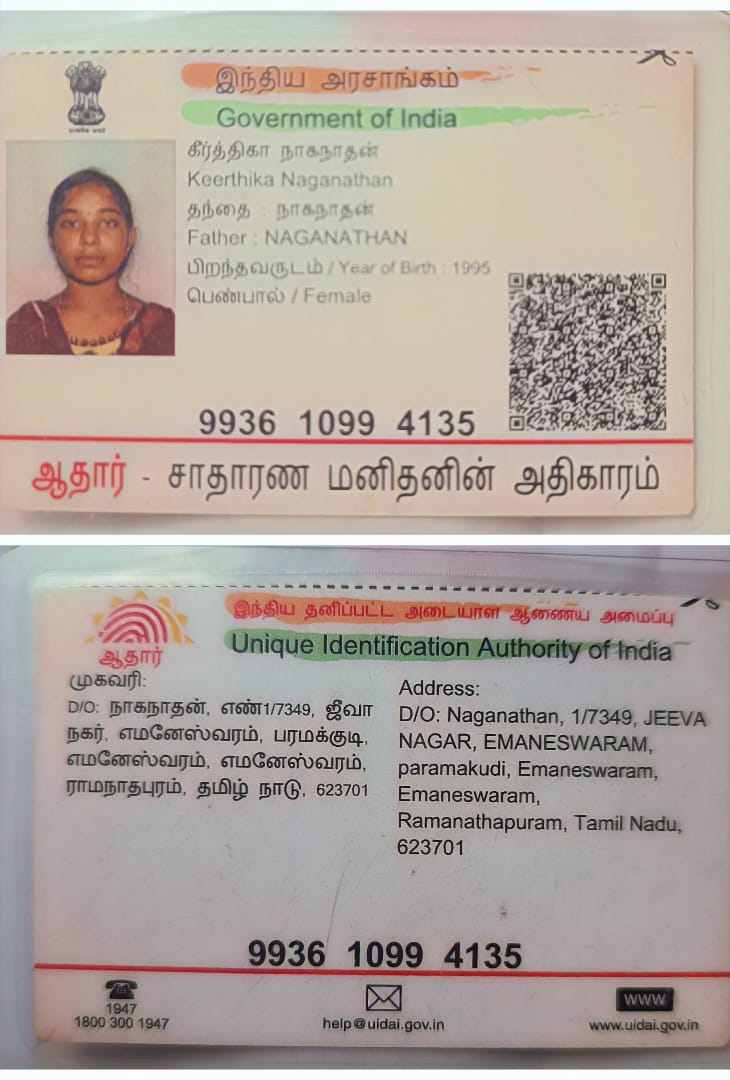 இந்திய அரசாங்கம்
Government of India
கீர்த்திகா நாகநாதன்
Keerthika Naganathan
தந்தை : நாகநாதன்
Father : NAGANATHAN
பிறந்தவருடம் / Year of Birth : 1995
பெண்பால் / Female
9936 1099 4135
ஆதார் - சாதாரண மனிதனின் அதிகாரம்
இந்திய தனிப்பட்ட அடையாள ஆணைய அமைப்பு
Unique Identification Authority of India
ஆதார்
முகவரி:
D/O: நாகநாதன், எண்1/7349, ஜீவா
நகர், எமனேஸ்வரம், பரமக்குடி,
எமனேஸ்வரம், எமனேஸ்வரம்,
ராமநாதபுரம், தமிழ் நாடு, 623701
Address:
D/O: Naganathan, 1/7349, JEEVA
NAGAR, EMANESWARAM,
paramakudi, Emaneswaram,
Emaneswaram,
Ramanathapuram, Tamil Nadu,
623701
9936 1099 4135
1947
1800 300 1947
help@uidai.gov.in
www
www.uidai.gov.in